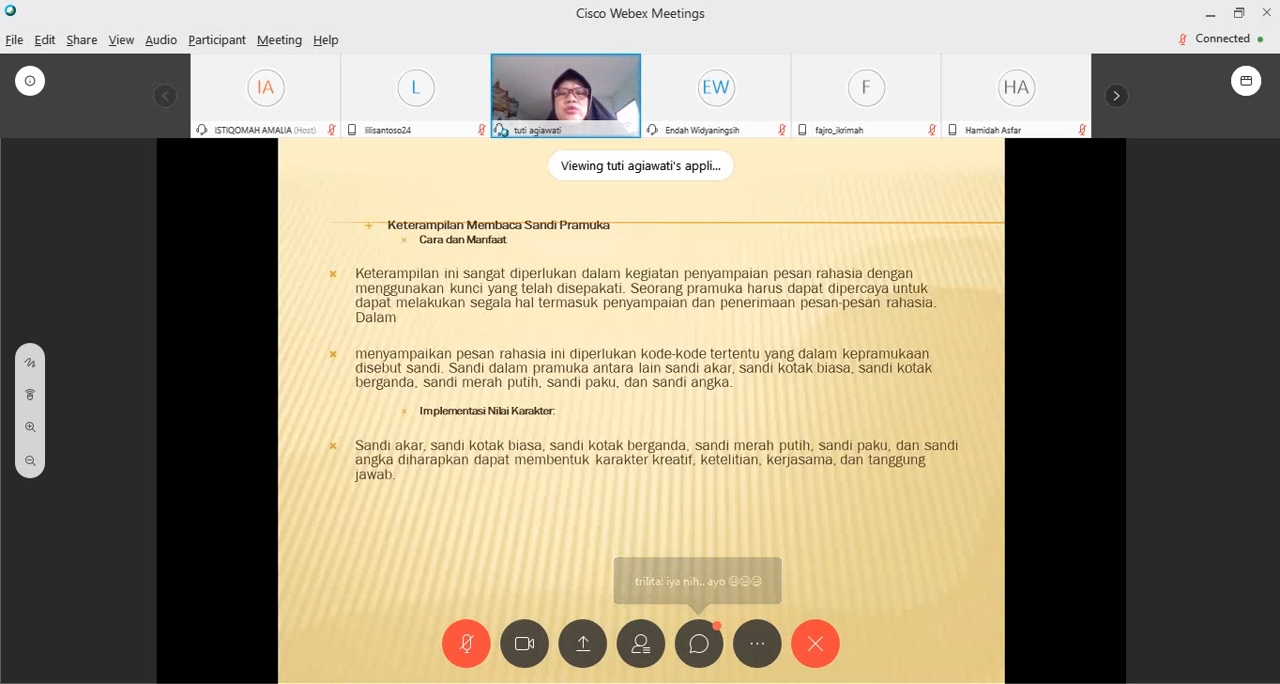 Cisco Webex Meetings
File Edit Share View Audio Participant Meeting Help
Connected
IA
L
EW
F
HA
ISTIQOMAH AMALIA (Host)
lilisantoso24
tuti agiawati
Endah Widyaningsih
fajro_ikrimah
Hamidah Asfar
Viewing tuti agiawati's appli...
Keterampilan Membaca Sandi Pramuka
Cara dan Manfaat
Keterampilan ini sangat diperlukan dalam kegiatan penyampaian pesan rahasia dengan
menggunakan kunci yang telah disepakati. Seorang pramuka harus dapat dipercaya untuk
dapat melakukan segala hal termasuk penyampaian dan penerimaan pesan-pesan rahasia.
Dalam
menyampaikan pesan rahasia ini diperlukan kode-kode tertentu yang dalam kepramukaan
disebut sandi. Sandi dalam pramuka antara lain sandi akar, sandi kotak biasa, sandi kotak
berganda, sandi merah putih, sandi paku, dan sandi angka.
Implementasi Nilai Karakter:
Sandi akar, sandi kotak biasa, sandi kotak berganda, sandi merah putih, sandi paku, dan sandi
angka diharapkan dapat membentuk karakter kreatif, ketelitian, kerjasama, dan tanggung
jawab.
trilita: iya nih.. ayo